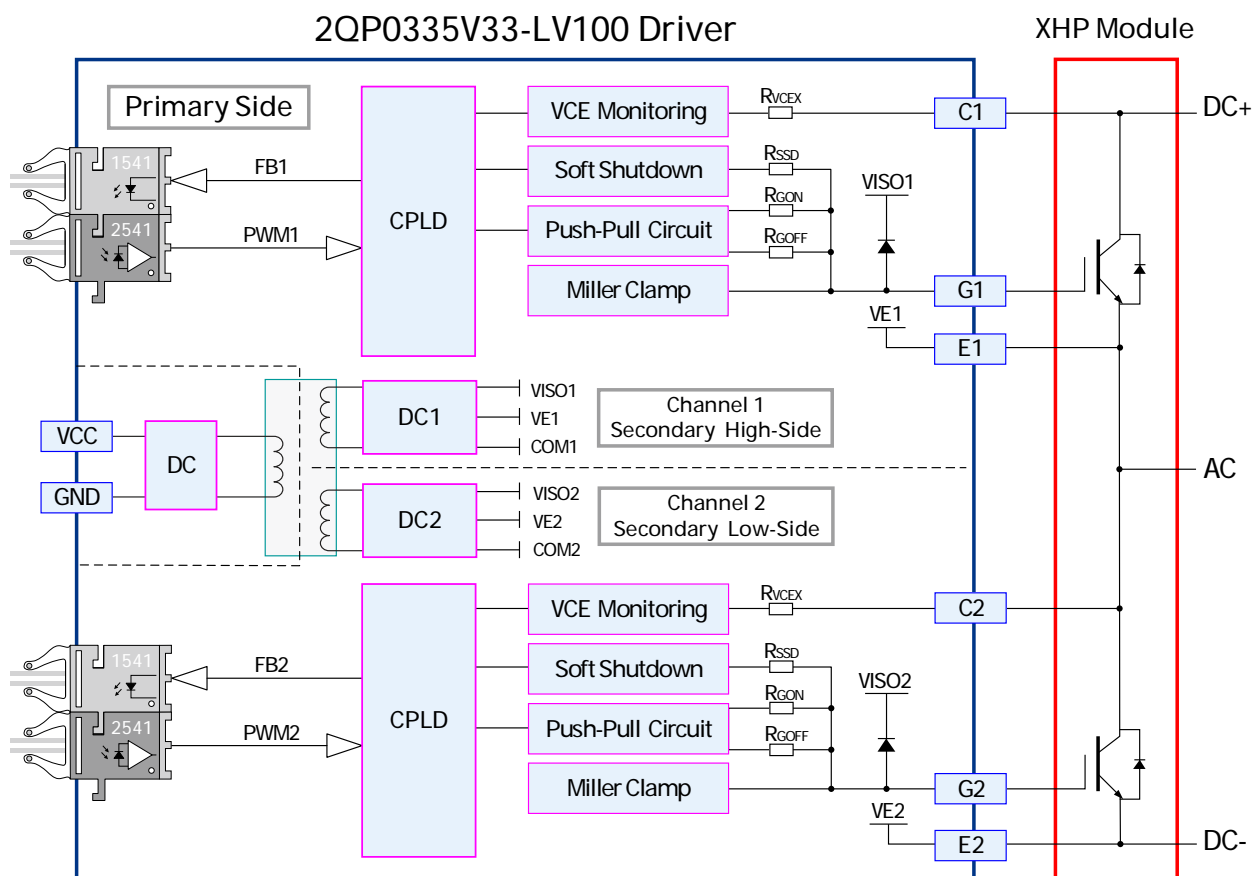 2QP0335V33-LV100 Driver
XHP Module
Primary Side
1541
2541
FB1
PWM1
CPLD
VCE Monitoring
Soft Shutdown
Push-Pull Circuit
Miller Clamp
RVCEX
RSSD
RGON
RGOFF
VISO1
VE1
C1
G1
E1
DC+
VCC
GND
DC
DC1
VISO1
VE1
COM1
Channel 1
Secondary High-Side
AC
DC2
VISO2
VE2
COM2
Channel 2
Secondary Low-Side
1541
2541
FB2
PWM2
CPLD
VCE Monitoring
Soft Shutdown
Push-Pull Circuit
Miller Clamp
RVCEX
RSSD
RGON
RGOFF
VISO2
VE2
C2
G2
E2
DC-